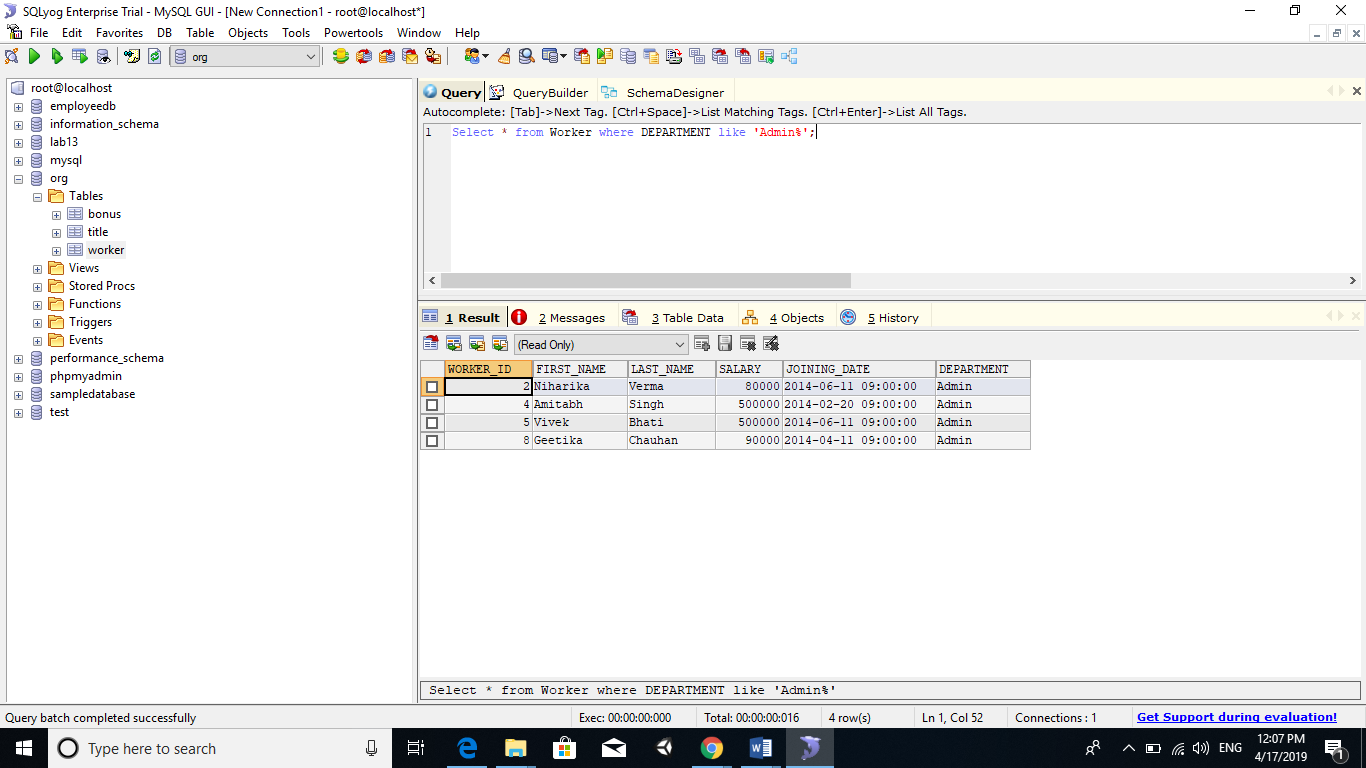 SQLyog Enterprise Trial - MySQL GUI - [New Connection1 - root@localhost*]
File Edit Favorites DB Table Objects Tools Powertools Window Help
org
root@localhost
employeedb
information_schema
lab13
mysql
org
Tables
bonus
title
worker
Views
Stored Procs
Functions
Triggers
Events
performance_schema
phpmyadmin
sampledatabase
test
Query QueryBuilder SchemaDesigner
Autocomplete: [Tab]->Next Tag. [Ctrl+Space]->List Matching Tags. [Ctrl+Enter]->List All Tags.
1 Select * from Worker where DEPARTMENT like 'Admin%';
1 Result 2 Messages 3 Table Data 4 Objects 5 History
(Read Only)
WORKER_ID FIRST_NAME LAST_NAME SALARY JOINING_DATE DEPARTMENT
2 Niharika Verma 80000 2014-06-11 09:00:00 Admin
4 Amitabh Singh 500000 2014-02-20 09:00:00 Admin
5 Vivek Bhati 500000 2014-06-11 09:00:00 Admin
8 Geetika Chauhan 90000 2014-04-11 09:00:00 Admin
Select * from Worker where DEPARTMENT like 'Admin%'
Query batch completed successfully Exec: 00:00:00:000 Total: 00:00:00:016 4 row(s) Ln 1, Col 52 Connections : 1 Get Support during evaluation!
Type here to search ENG 12:07 PM
4/17/2019 1